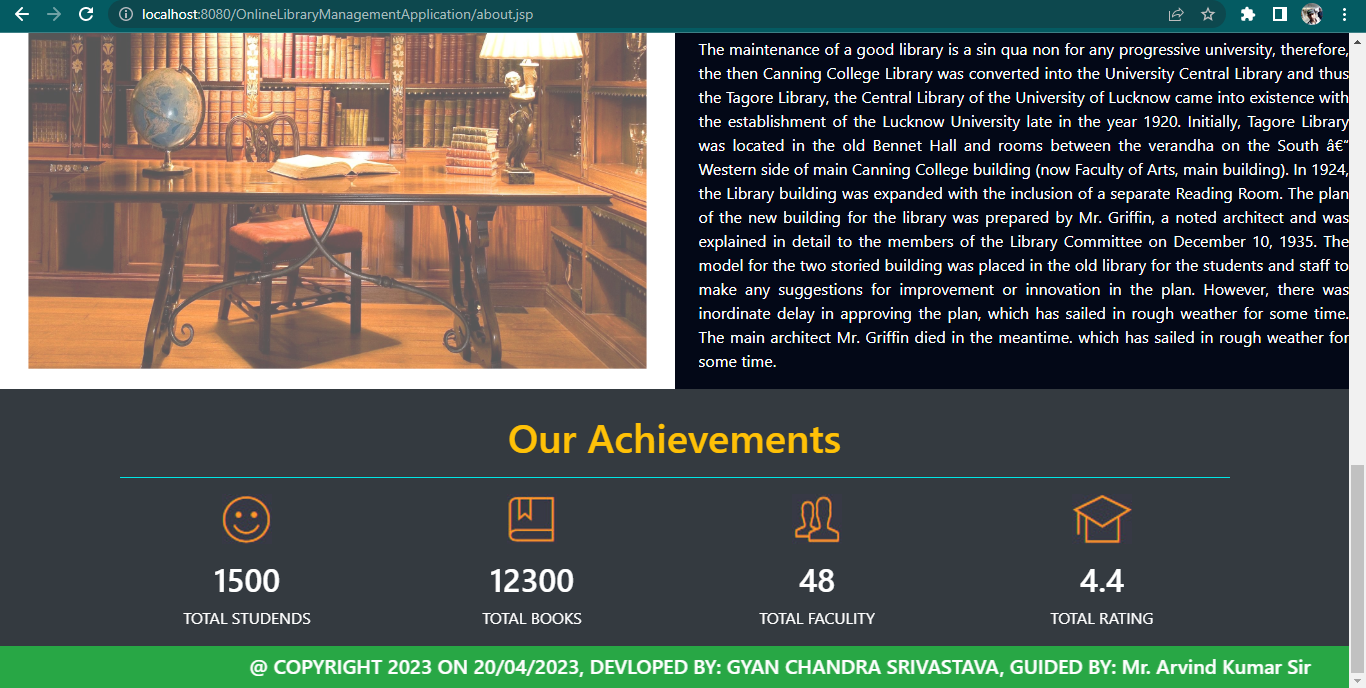 localhost:8080/OnlineLibraryManagementApplication/about.jsp
The maintenance of a good library is a sin qua non for any progressive university, therefore,
the then Canning College Library was converted into the University Central Library and thus
the Tagore Library, the Central Library of the University of Lucknow came into existence with
the establishment of the Lucknow University late in the year 1920. Initially, Tagore Library
was located in the old Bennet Hall and rooms between the verandha on the South â€“
Western side of main Canning College building (now Faculty of Arts, main building). In 1924,
the Library building was expanded with the inclusion of a separate Reading Room. The plan
of the new building for the library was prepared by Mr. Griffin, a noted architect and was
explained in detail to the members of the Library Committee on December 10, 1935. The
model for the two storied building was placed in the old library for the students and staff to
make any suggestions for improvement or innovation in the plan. However, there was
inordinate delay in approving the plan, which has sailed in rough weather for some time.
The main architect Mr. Griffin died in the meantime. which has sailed in rough weather for
some time.
Our Achievements
1500 12300 48 4.4
TOTAL STUDENDS TOTAL BOOKS TOTAL FACULITY TOTAL RATING
@ COPYRIGHT 2023 ON 20/04/2023, DEVLOPED BY: GYAN CHANDRA SRIVASTAVA, GUIDED BY: Mr. Arvind Kumar Sir